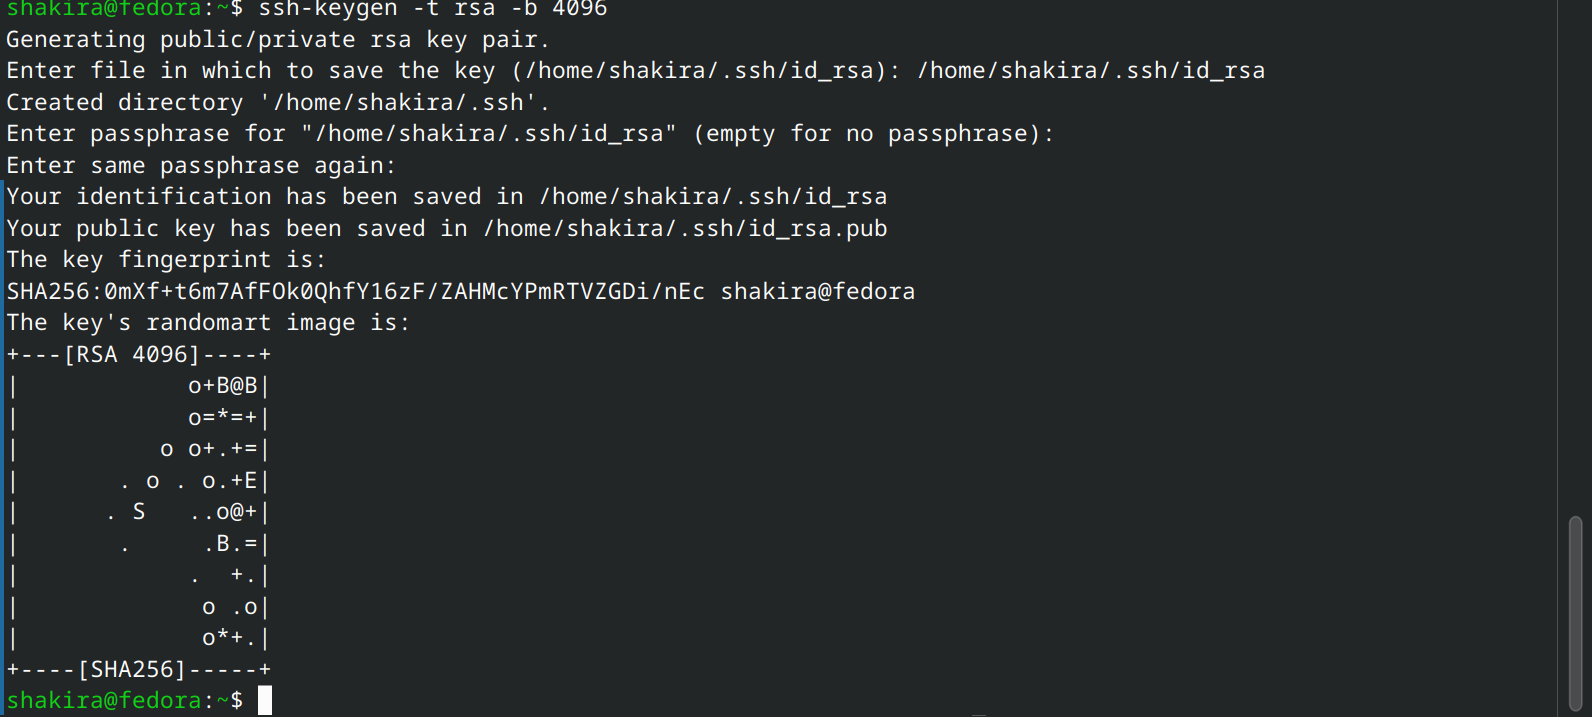 shakira@fedora:~$ ssh-keygen -t rsa -b 4096
Generating public/private rsa key pair.
Enter file in which to save the key (/home/shakira/.ssh/id_rsa): /home/shakira/.ssh/id_rsa
Created directory '/home/shakira/.ssh'.
Enter passphrase for "/home/shakira/.ssh/id_rsa" (empty for no passphrase):
Enter same passphrase again:
Your identification has been saved in /home/shakira/.ssh/id_rsa
Your public key has been saved in /home/shakira/.ssh/id_rsa.pub
The key fingerprint is:
SHA256:0mXf+t6m7AfFOk0QhfY16zF/ZAHMcYPmRTVZGDi/nEc shakira@fedora
The key's randomart image is:
+---[RSA 4096]----+
|            o+B@B|
|            o=*=+|
|          o o+.+=|
|       . o . o.+E|
|      . S   ..o@+|
|       .     .B.=|
|            .  +.|
|             o .o|
|             o*+.|
+----[SHA256]-----+
shakira@fedora:~$